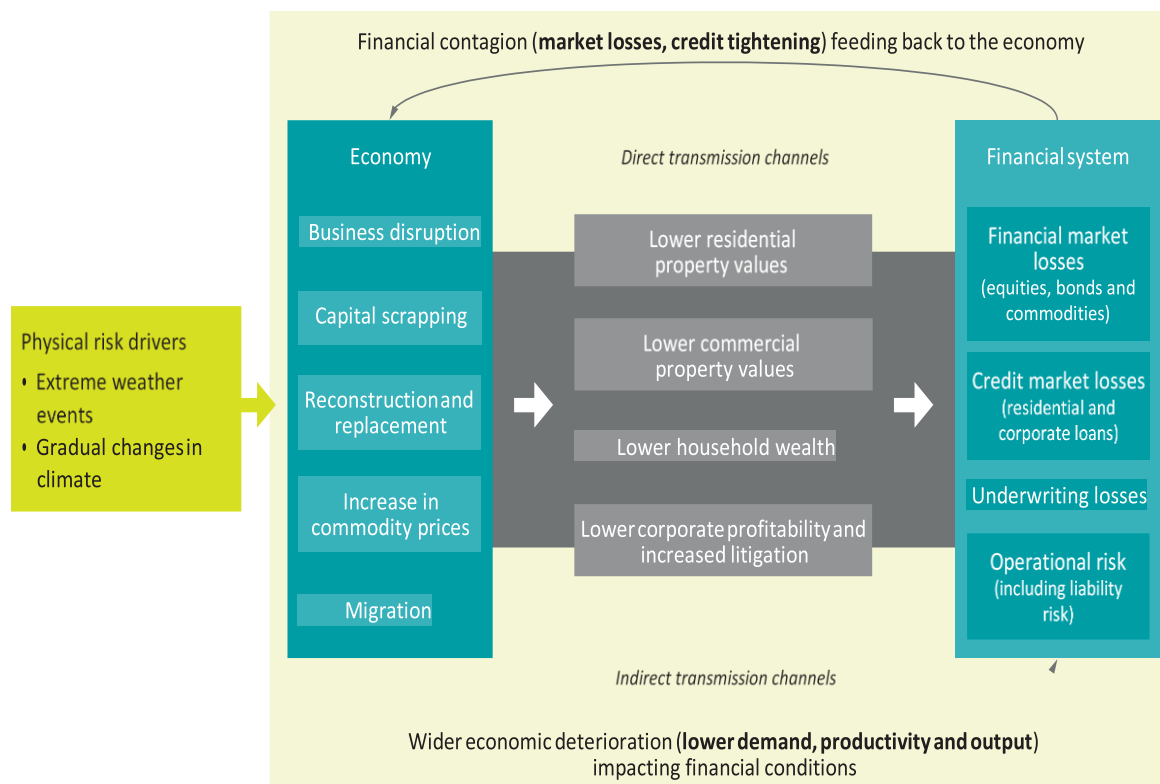 Financial contagion (market losses, credit tightening) feeding back to the economy
Economy
Direct transmission channels
Financial system
Business disruption
Capital scrapping
Reconstruction and
replacement
Increase in
commodity prices
Migration
Lower residential
property values
Lower commercial
property values
Lower household wealth
Lower corporate profitability and
increased litigation
Financial market
losses
(equities, bonds and
commodities)
Credit market losses
(residential and
corporate loans)
Underwriting losses
Operational risk
(including liability
risk)
Physical risk drivers
• Extreme weather
events
• Gradual changes in
climate
Indirect transmission channels
Wider economic deterioration (lower demand, productivity and output)
impacting financial conditions